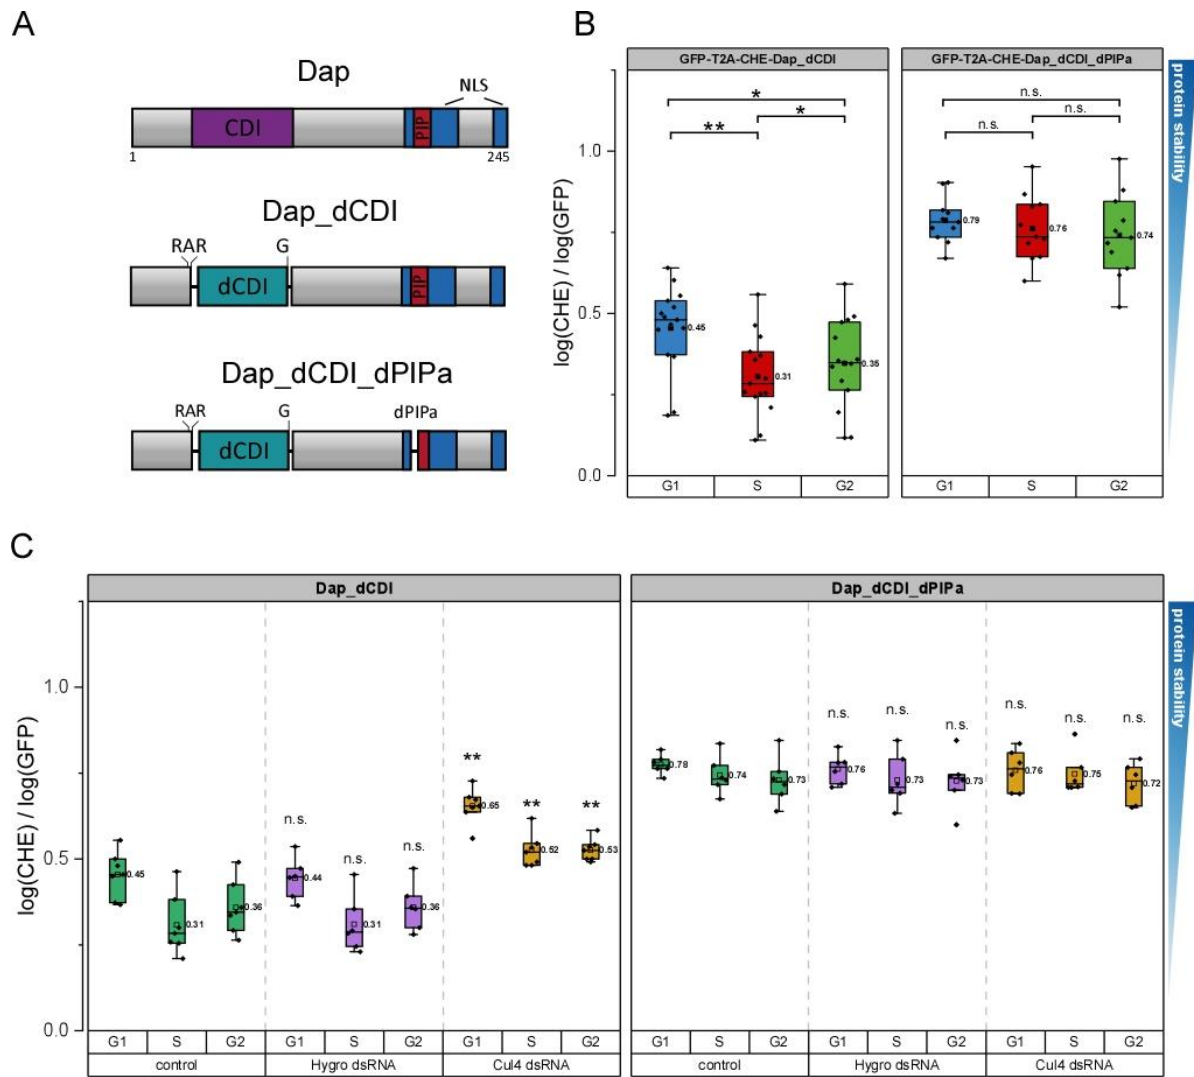 A
Dap
NLS
CDI
PIP
1
245
Dap_dCDI
RAR
G
dCDI
PIP
Dap_dCDI_dPIPa
RAR
G
dPIPa
dCDI
B
GFP-T2A-CHE-Dap_dCDI
GFP-T2A-CHE-Dap_dCDI_dPIPa
protein stability
log(CHE) / log(GFP)
1.0
0.5
0.0
*
**
*
n.s.
n.s.
n.s.
0.45
0.31
0.35
0.79
0.76
0.74
G1 S G2
G1 S G2
C
Dap_dCDI
Dap_dCDI_dPIPa
protein stability
log(CHE) / log(GFP)
1.0
0.5
0.0
n.s. n.s. n.s.
** ** **
n.s. n.s. n.s.
n.s. n.s. n.s.
0.45 0.31 0.36
0.44 0.31 0.36
0.65 0.52 0.53
0.78 0.74 0.73
0.76 0.73 0.73
0.76 0.75 0.72
G1 S G2 G1 S G2 G1 S G2
G1 S G2 G1 S G2 G1 S G2
control Hygro dsRNA Cul4 dsRNA
control Hygro dsRNA Cul4 dsRNA